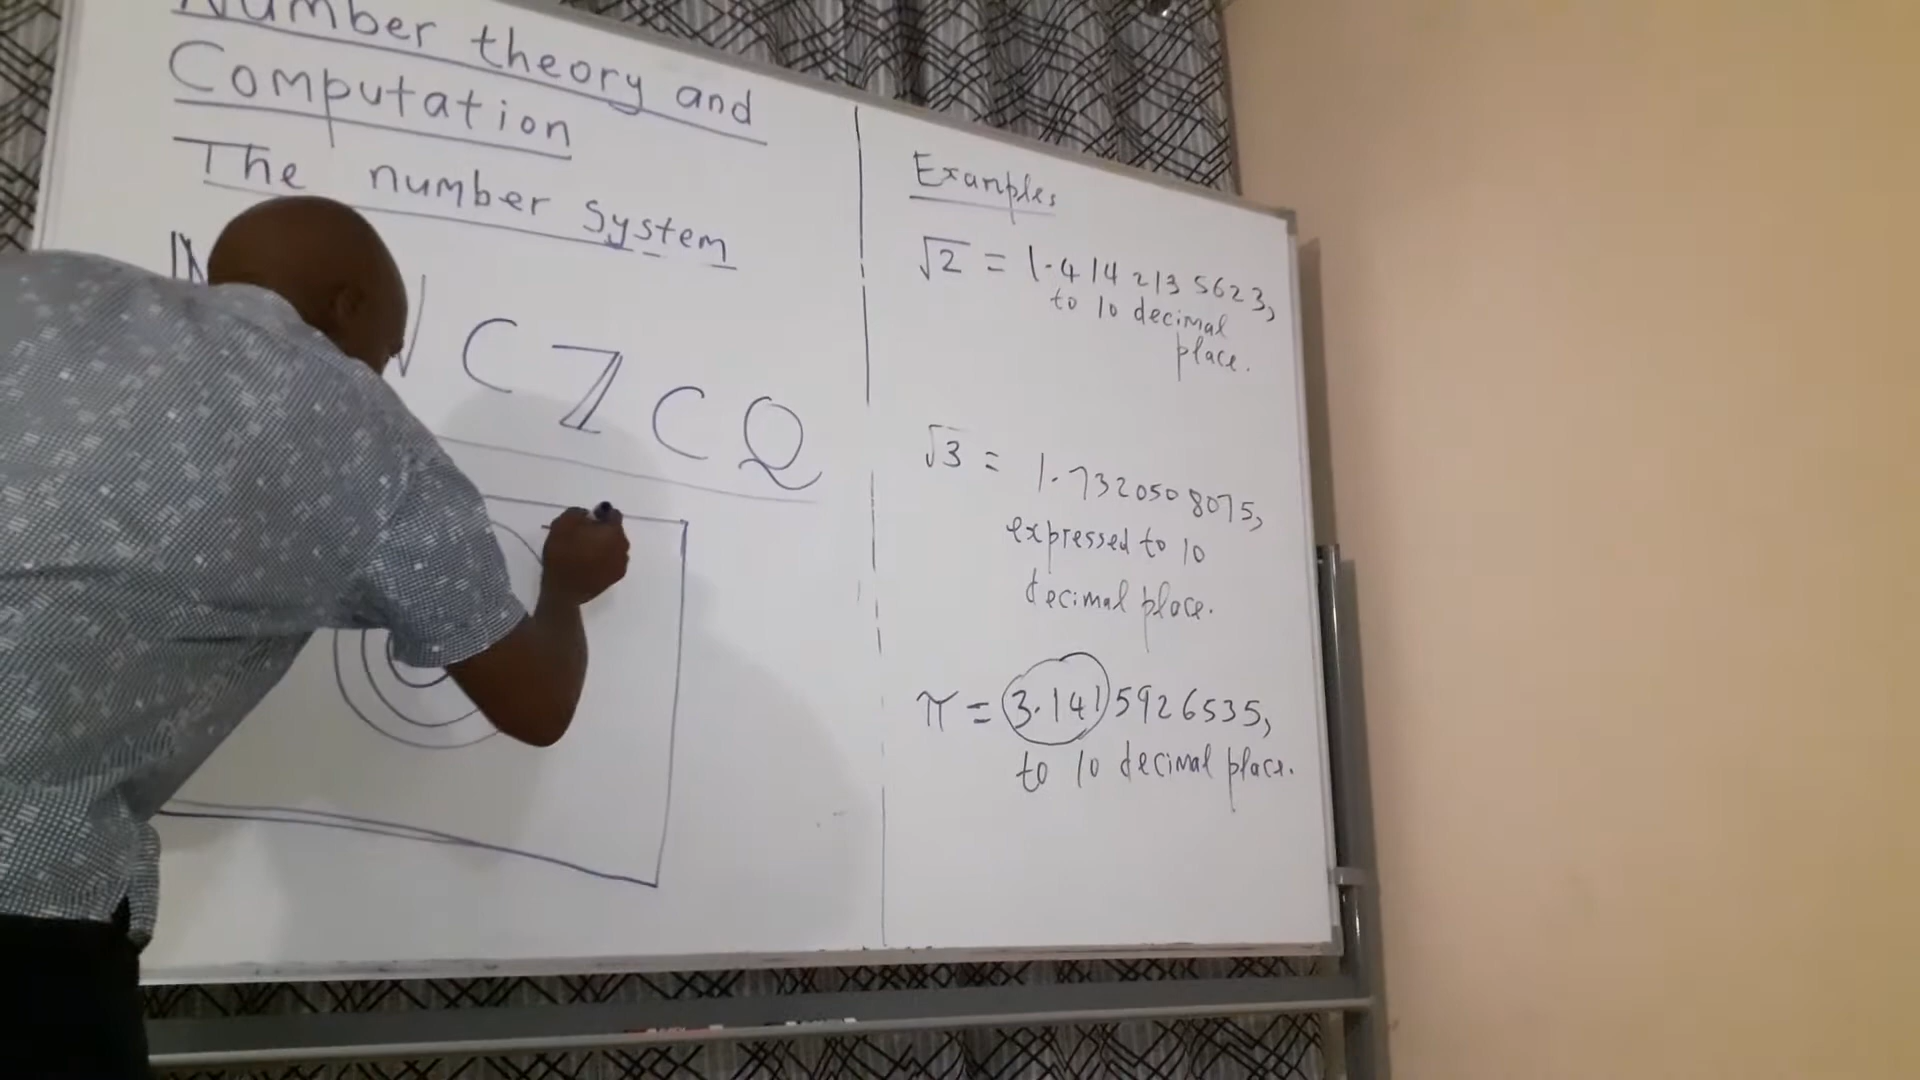 Number theory and
Computation
The number System
W ⊂ ℤ ⊂ Q
Examples
√2 = 1.4142135623,
to 10 decimal
place.
√3 = 1.7320508075,
expressed to 10
decimal place.
π = 3.1415926535,
to 10 decimal place.